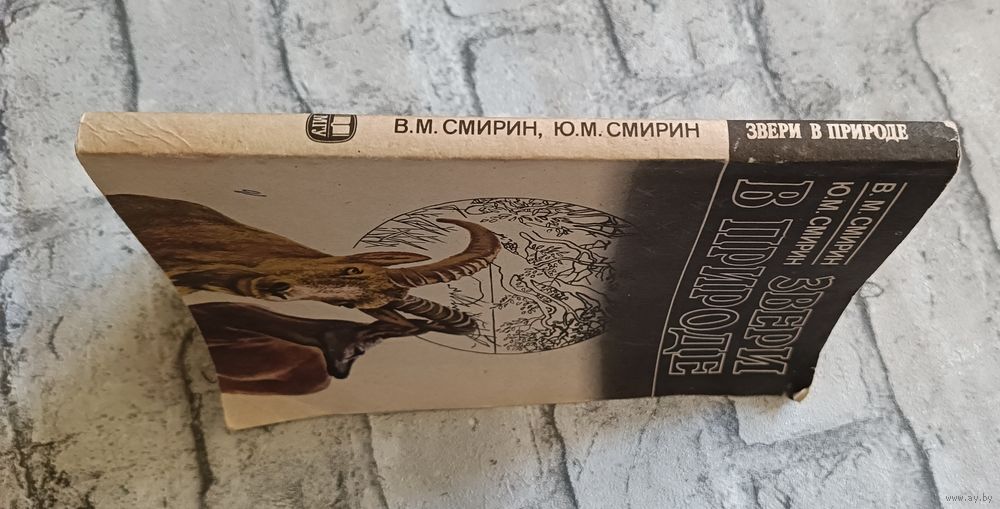 В.М. СМИРИН, Ю.М. СМИРИН
ЗВЕРИ В ПРИРОДЕ
В. М. СМИРИН
Ю.М. СМИРИН
ЗВЕРИ
В ПРИРОДЕ
www.ay.by